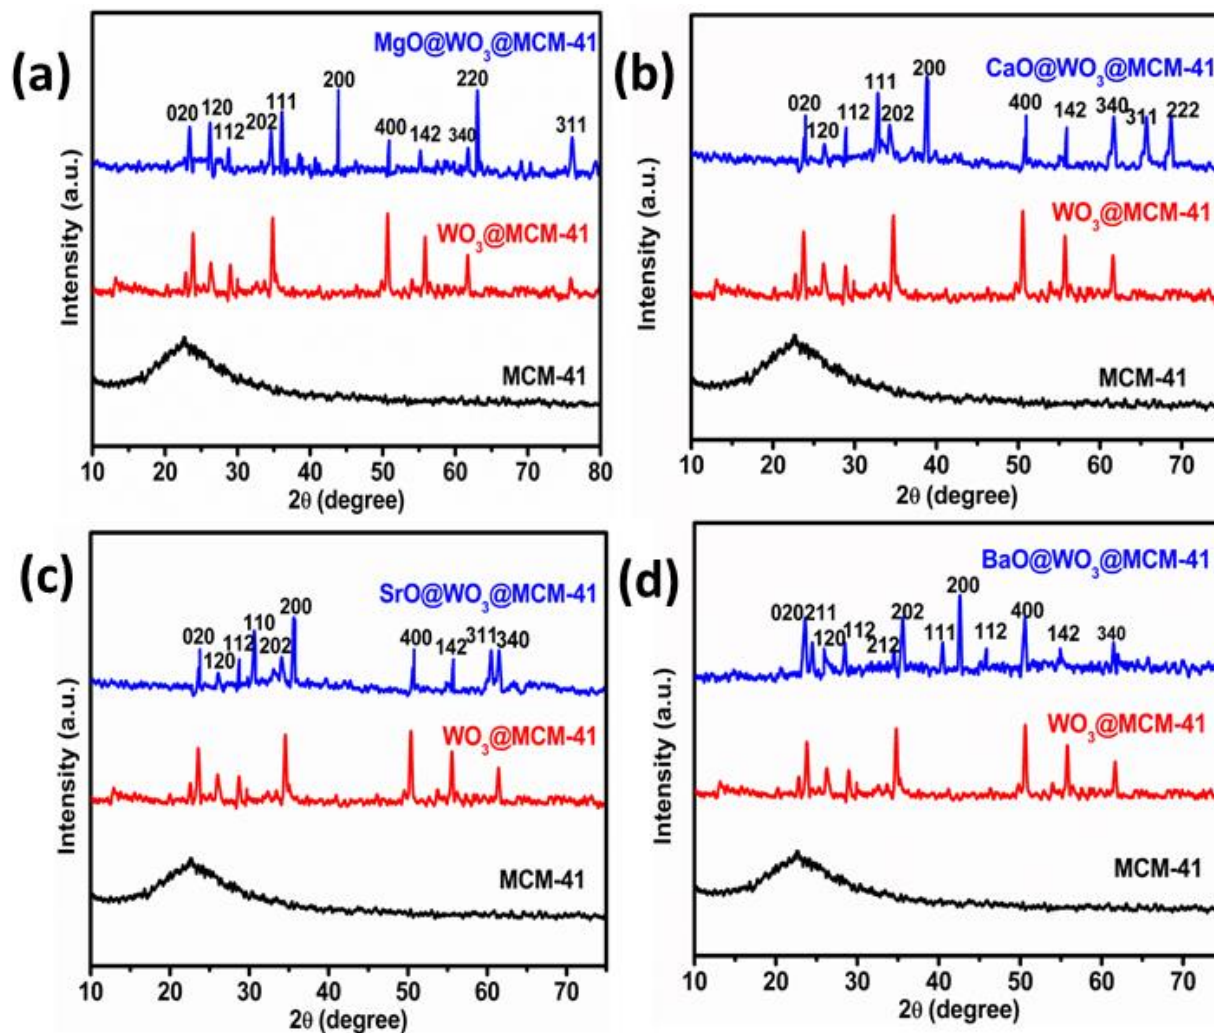 (a)
MgO@WO₃@MCM-41
020 120 112 202 111 200 400 142 340 220 311
WO₃@MCM-41
MCM-41
Intensity (a.u.)
10 20 30 40 50 60 70 80
2θ (degree)
(b)
CaO@WO₃@MCM-41
020 120 112 111 202 200 400 142 340 311 222
WO₃@MCM-41
MCM-41
Intensity (a.u.)
10 20 30 40 50 60 70
2θ (degree)
(c)
SrO@WO₃@MCM-41
020 120 112 110 202 200 400 142 311 340
WO₃@MCM-41
MCM-41
Intensity (a.u.)
10 20 30 40 50 60 70
2θ (degree)
(d)
BaO@WO₃@MCM-41
020 211 120 112 212 202 111 200 112 400 142 340
WO₃@MCM-41
MCM-41
Intensity (a.u.)
10 20 30 40 50 60 70
2θ (degree)